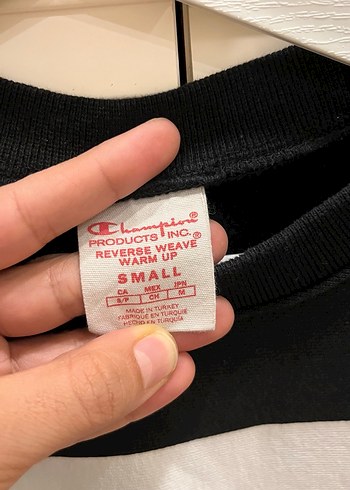 Champion®
PRODUCTS INC.®
REVERSE WEAVE
WARM UP
SMALL
CA MEX JPN
S/P CH M
MADE IN TURKEY
FABRIQUÉ EN TURQUIE
HECHO EN TURQUÍA